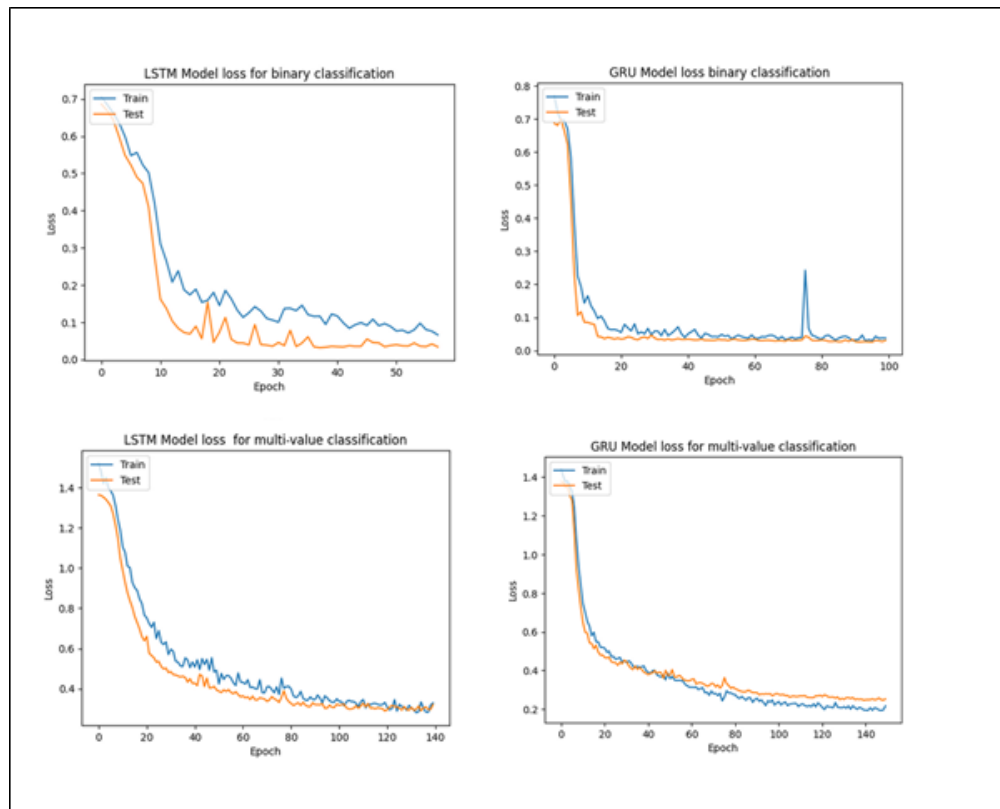 LSTM Model loss for binary classification
Train
Test
0.7
0.6
0.5
0.4
0.3
0.2
0.1
0.0
Loss
0 10 20 30 40 50
Epoch
GRU Model loss binary classification
Train
Test
0.8
0.7
0.6
0.5
0.4
0.3
0.2
0.1
0.0
Loss
0 20 40 60 80 100
Epoch
LSTM Model loss for multi-value classification
Train
Test
1.4
1.2
1.0
0.8
0.6
0.4
Loss
0 20 40 60 80 100 120 140
Epoch
GRU Model loss for multi-value classification
Train
Test
1.4
1.2
1.0
0.8
0.6
0.4
0.2
Loss
0 20 40 60 80 100 120 140
Epoch